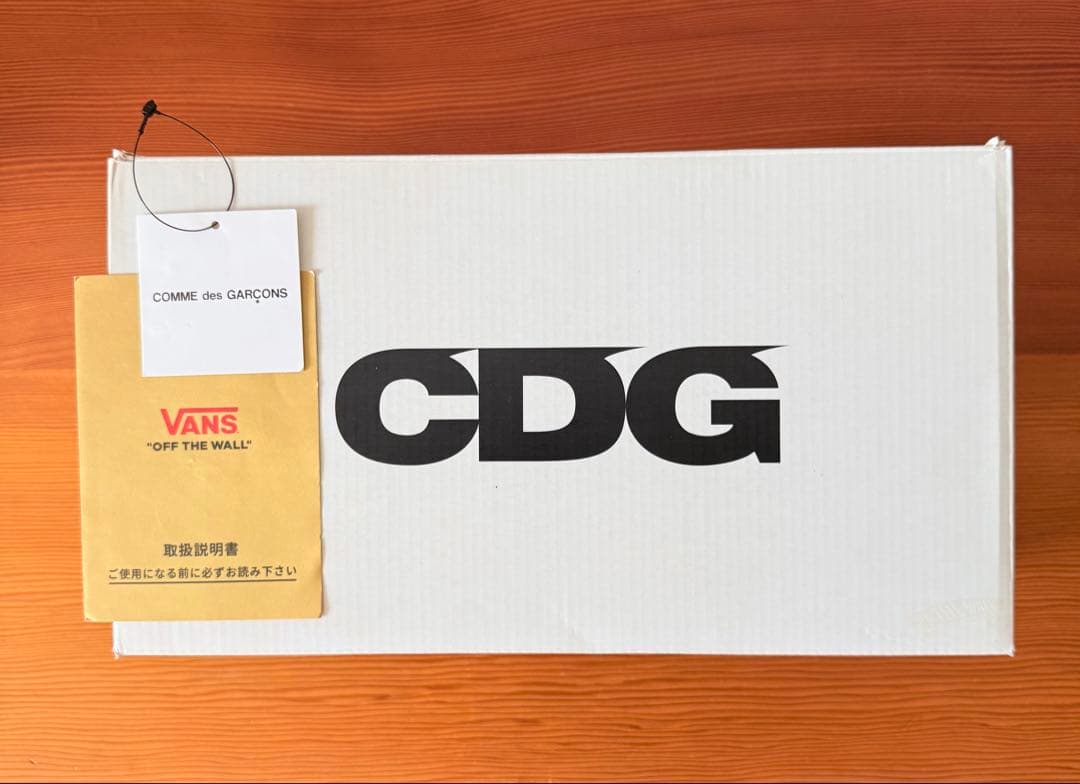 COMME des GARÇONS
VANS
"OFF THE WALL"
取扱説明書
ご使用になる前に必ずお読み下さい
CDG